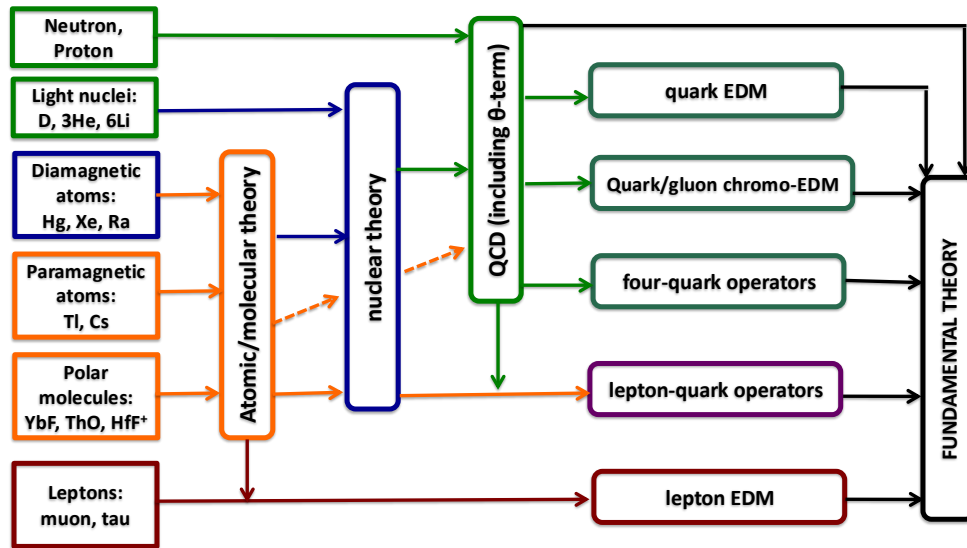 Neutron,
Proton
Light nuclei:
D, 3He, 6Li
Diamagnetic
atoms:
Hg, Xe, Ra
Paramagnetic
atoms:
Tl, Cs
Polar
molecules:
YbF, ThO, HfF⁺
Leptons:
muon, tau
Atomic/molecular theory
nuclear theory
QCD (including θ-term)
quark EDM
Quark/gluon chromo-EDM
four-quark operators
lepton-quark operators
lepton EDM
FUNDAMENTAL THEORY